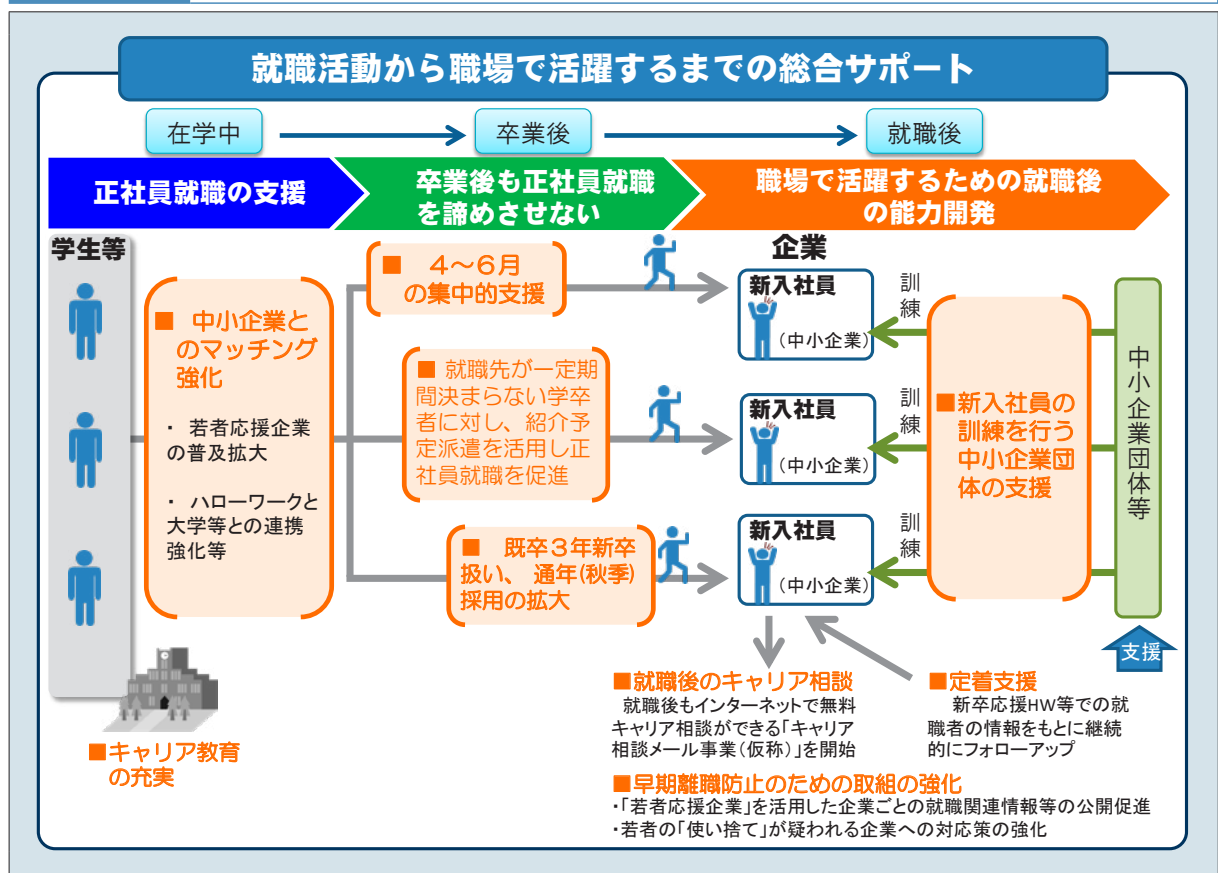 就職活動から職場で活躍するまでの総合サポート
在学中
卒業後
就職後
正社員就職の支援
卒業後も正社員就職
を諦めさせない
職場で活躍するための就職後
の能力開発
学生等
■ 中小企業と
のマッチング
強化
・ 若者応援企業
の普及拡大
・ ハローワークと
大学等との連携
強化等
■キャリア教育
の充実
■ 4～6月
の集中的支援
■ 就職先が一定期
間決まらない学卒
者に対し、紹介予
定派遣を活用し正
社員就職を促進
■ 既卒3年新卒
扱い、通年(秋季)
採用の拡大
企業
新入社員
(中小企業)
新入社員
(中小企業)
新入社員
(中小企業)
訓練
訓練
訓練
■新入社員の
訓練を行う
中小企業団
体の支援
中小企業団体等
支援
■就職後のキャリア相談
就職後もインターネットで無料
キャリア相談ができる「キャリア
相談メール事業(仮称)」を開始
■定着支援
新卒応援HW等での就
職者の情報をもとに継続
的にフォローアップ
■早期離職防止のための取組の強化
・「若者応援企業」を活用した企業ごとの就職関連情報等の公開促進
・若者の「使い捨て」が疑われる企業への対応策の強化